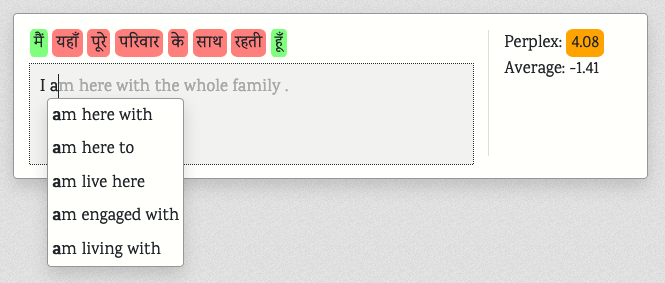 मैं यहाँ पूरे परिवार के साथ रहती हूँ
I am here with the whole family .
am here with
am here to
am live here
am engaged with
am living with
Perplex: 4.08
Average: -1.41